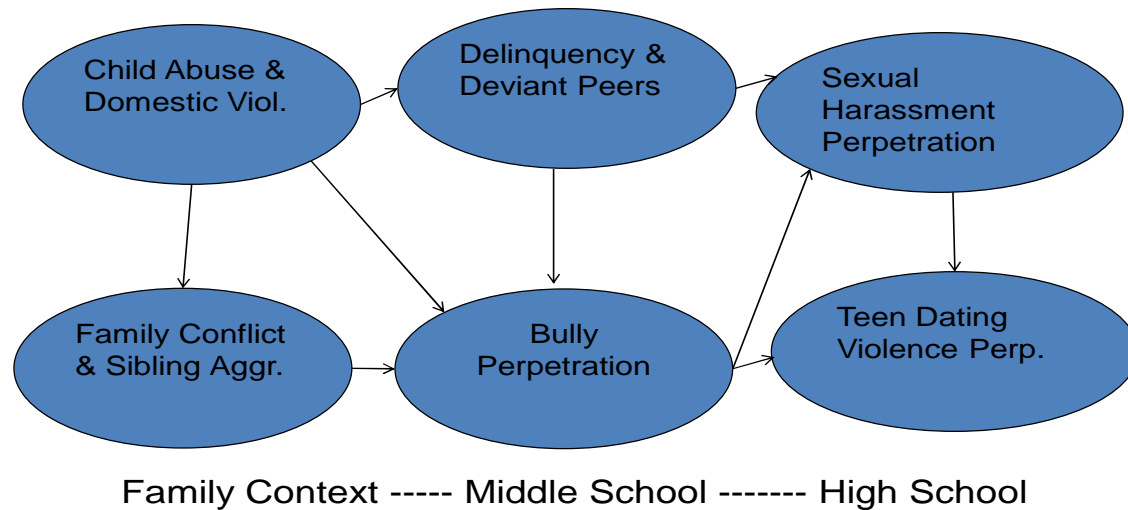 Child Abuse &
Domestic Viol.
Delinquency &
Deviant Peers
Sexual
Harassment
Perpetration
Family Conflict
& Sibling Aggr.
Bully
Perpetration
Teen Dating
Violence Perp.
Family Context ----- Middle School ------- High School